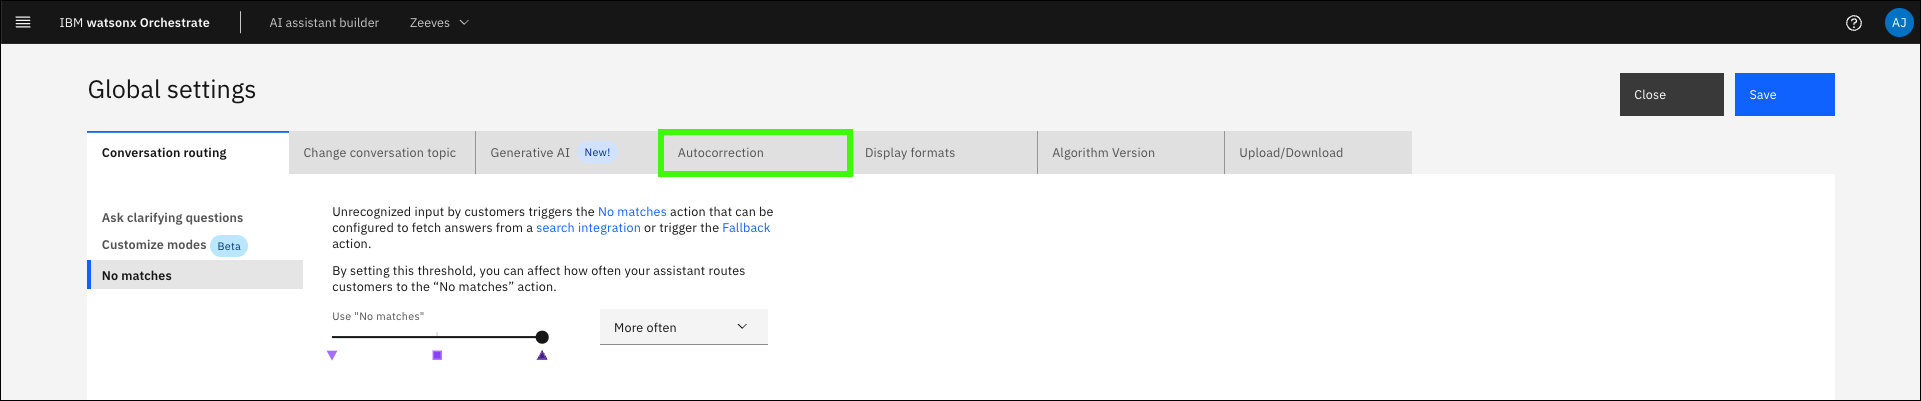 IBM watsonx Orchestrate AI assistant builder Zeeves AJ
Global settings
Close Save
Conversation routing Change conversation topic Generative AI New! Autocorrection Display formats Algorithm Version Upload/Download
Ask clarifying questions
Customize modes Beta
No matches
Unrecognized input by customers triggers the No matches action that can be
configured to fetch answers from a search integration or trigger the Fallback
action.
By setting this threshold, you can affect how often your assistant routes
customers to the “No matches” action.
Use "No matches"
More often